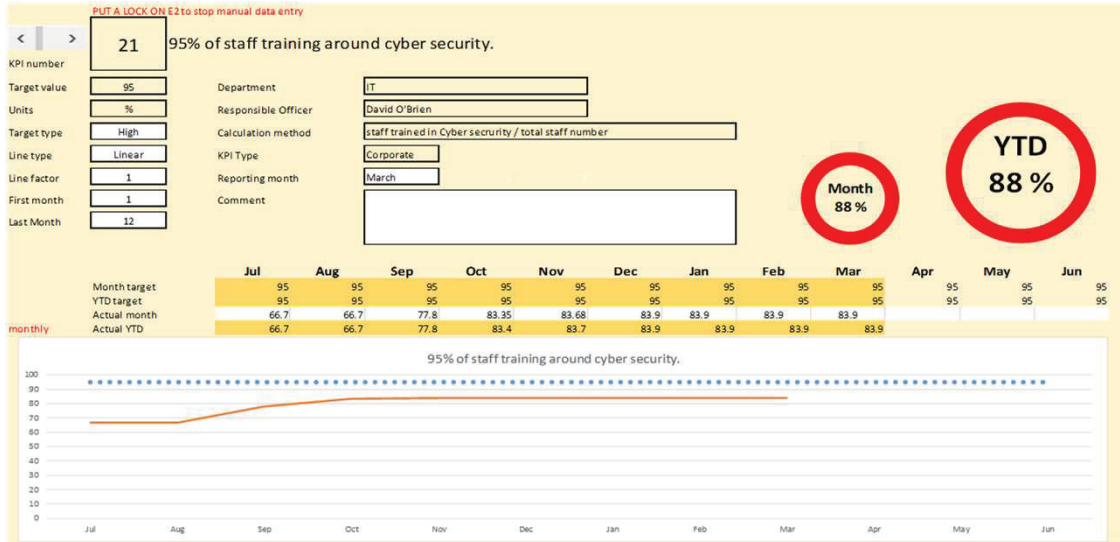 PUT A LOCK ON E2 to stop manual data entry
< >
21
95% of staff training around cyber security.
KPI number
Target value 95 Department IT
Units % Responsible Officer David O'Brien
Target type High Calculation method staff trained in Cyber secrurity / total staff number
Line type Linear KPI Type Corporate
Line factor 1 Reporting month March
First month 1 Comment
Last Month 12
Month
88 %
YTD
88 %
Jul Aug Sep Oct Nov Dec Jan Feb Mar Apr May Jun
Month target 95 95 95 95 95 95 95 95 95 95 95 95
YTD target 95 95 95 95 95 95 95 95 95 95 95 95
Actual month 66.7 66.7 77.8 83.35 83.68 83.9 83.9 83.9 83.9
monthly Actual YTD 66.7 66.7 77.8 83.4 83.7 83.9 83.9 83.9 83.9
95% of staff training around cyber security.
100
90
80
70
60
50
40
30
20
10
0
Jul Aug Sep Oct Nov Dec Jan Feb Mar Apr May Jun